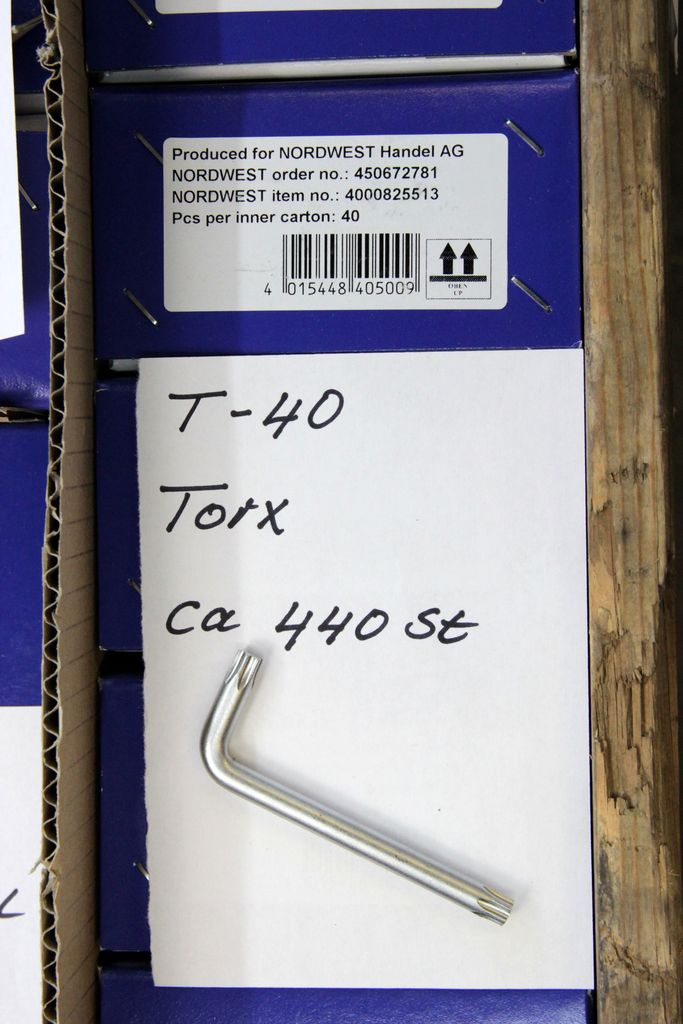 Produced for NORDWEST Handel AG
NORDWEST order no.: 450672781
NORDWEST item no.: 4000825513
Pcs per inner carton: 40
4 015448 405009
UP
T-40
Torx
ca 440 St